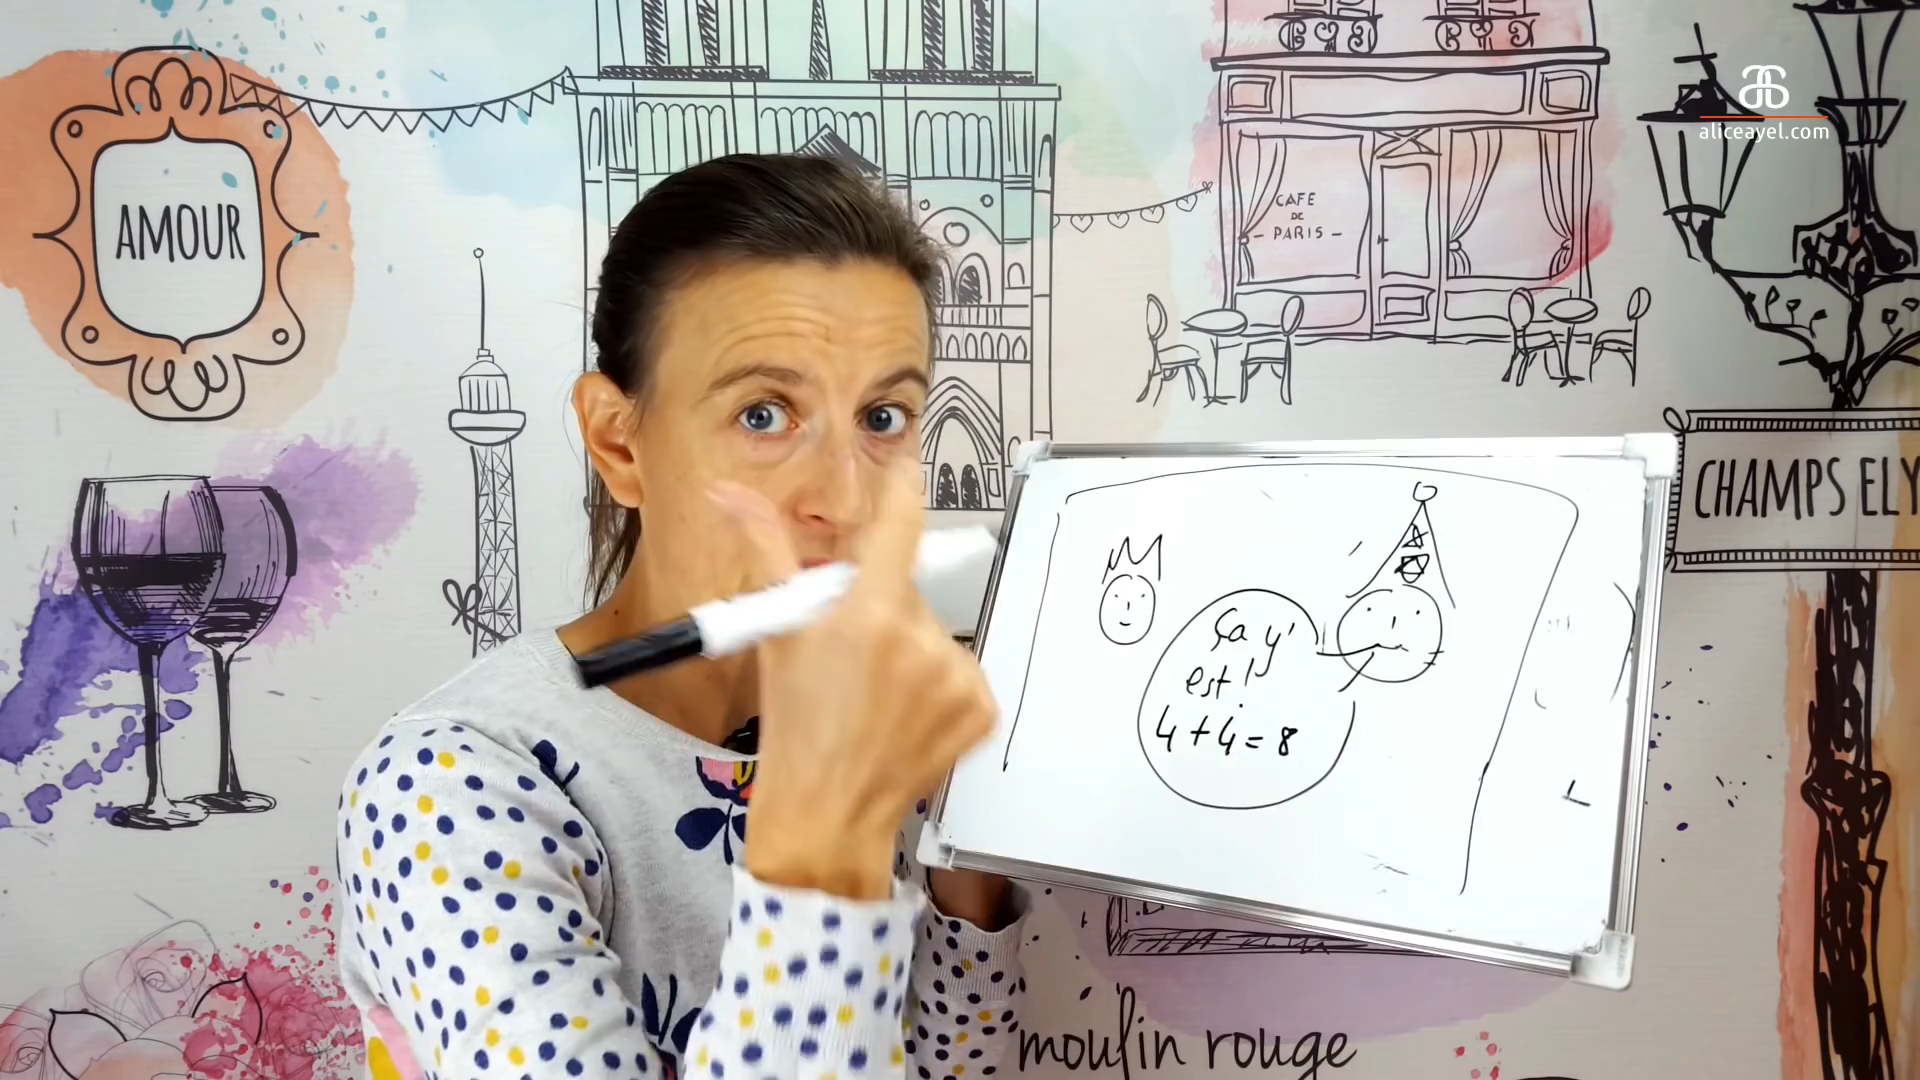 aliceayel.com
AMOUR
CAFE
DE
- PARIS -
CHAMPS ELY
ça y
est !
4 + 4 = 8
moulin rouge